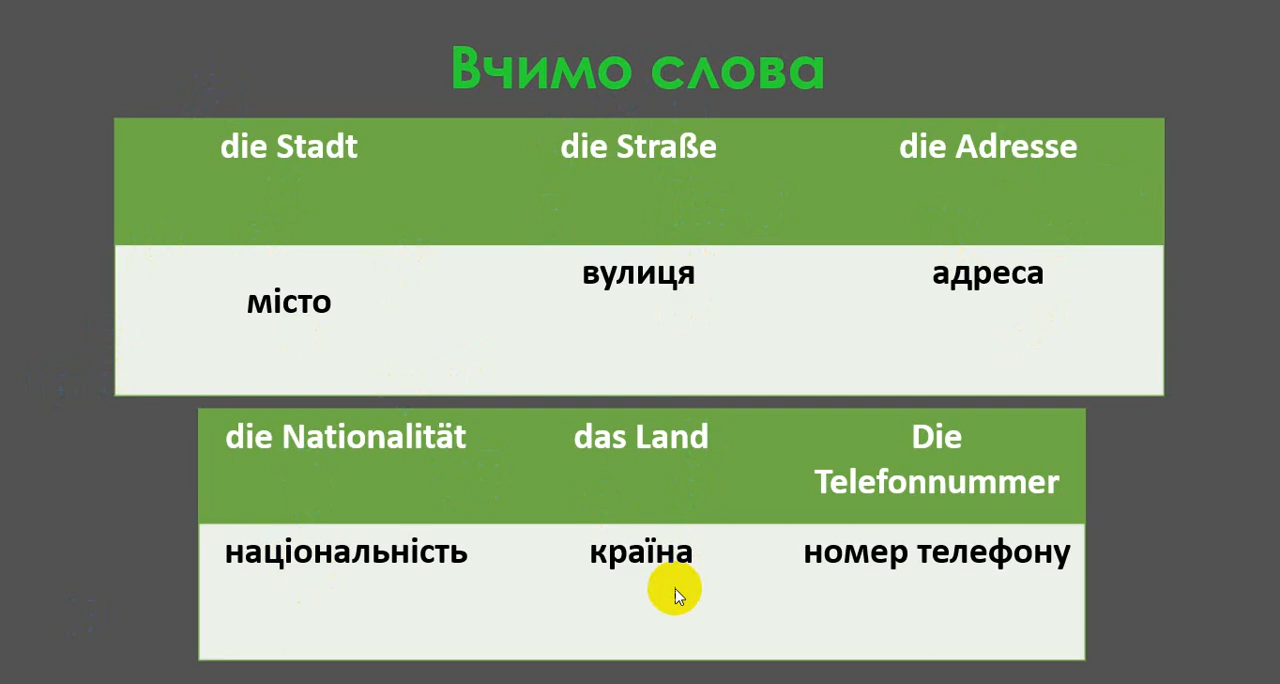 Вчимо слова
die Stadt
die Straße
die Adresse
місто
вулиця
адреса
die Nationalität
das Land
Die
Telefonnummer
національність
країна
номер телефону